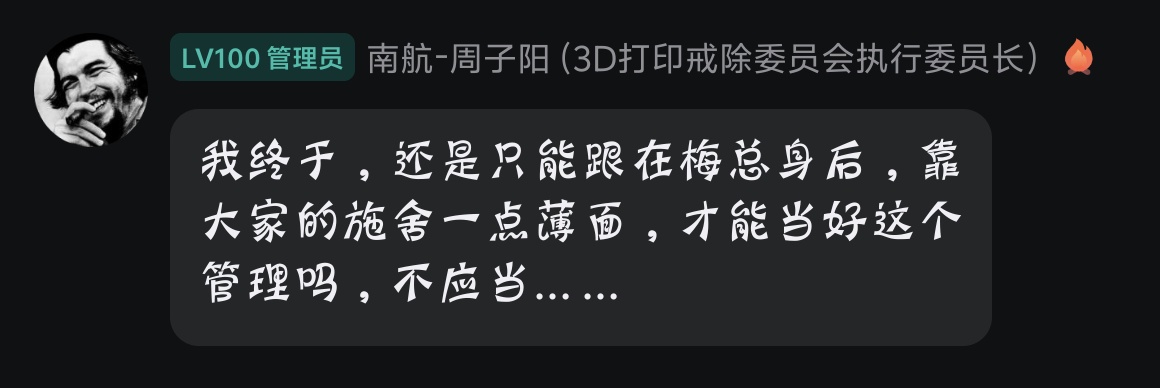 LV100 管理员 南航-周子阳 (3D打印戒除委员会执行委员长)
我终于，还是只能跟在梅总身后，靠
大家的施舍一点薄面，才能当好这个
管理吗，不应当... ...